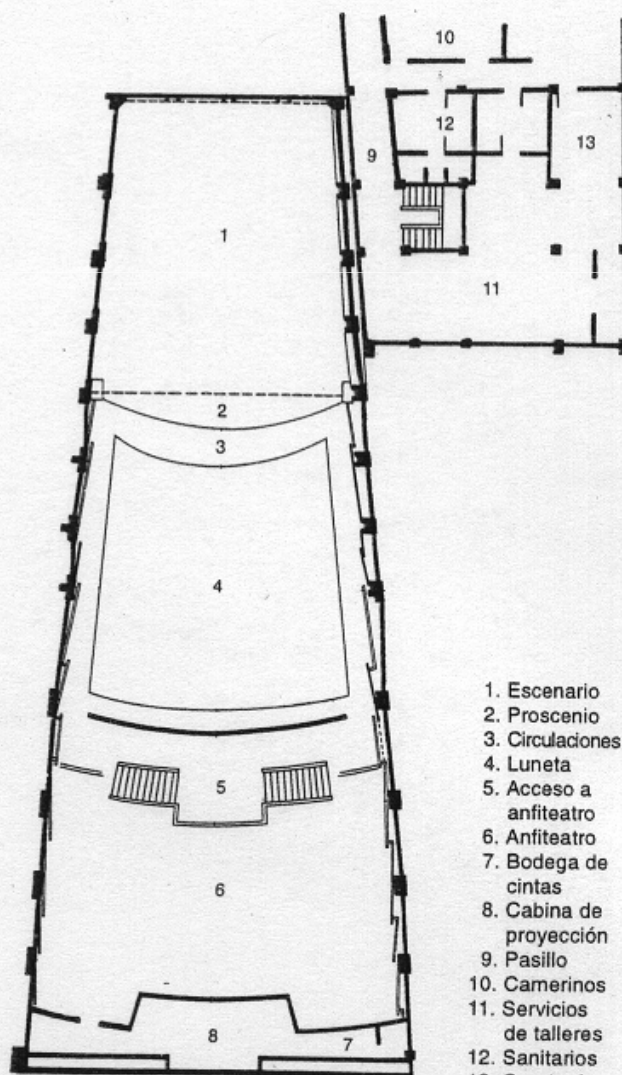 10
12
13
9
1
11
2
3
4
5
6
8
7
1. Escenario
2. Proscenio
3. Circulaciones
4. Luneta
5. Acceso a
anfiteatro
6. Anfiteatro
7. Bodega de
cintas
8. Cabina de
proyección
9. Pasillo
10. Camerinos
11. Servicios
de talleres
12. Sanitarios